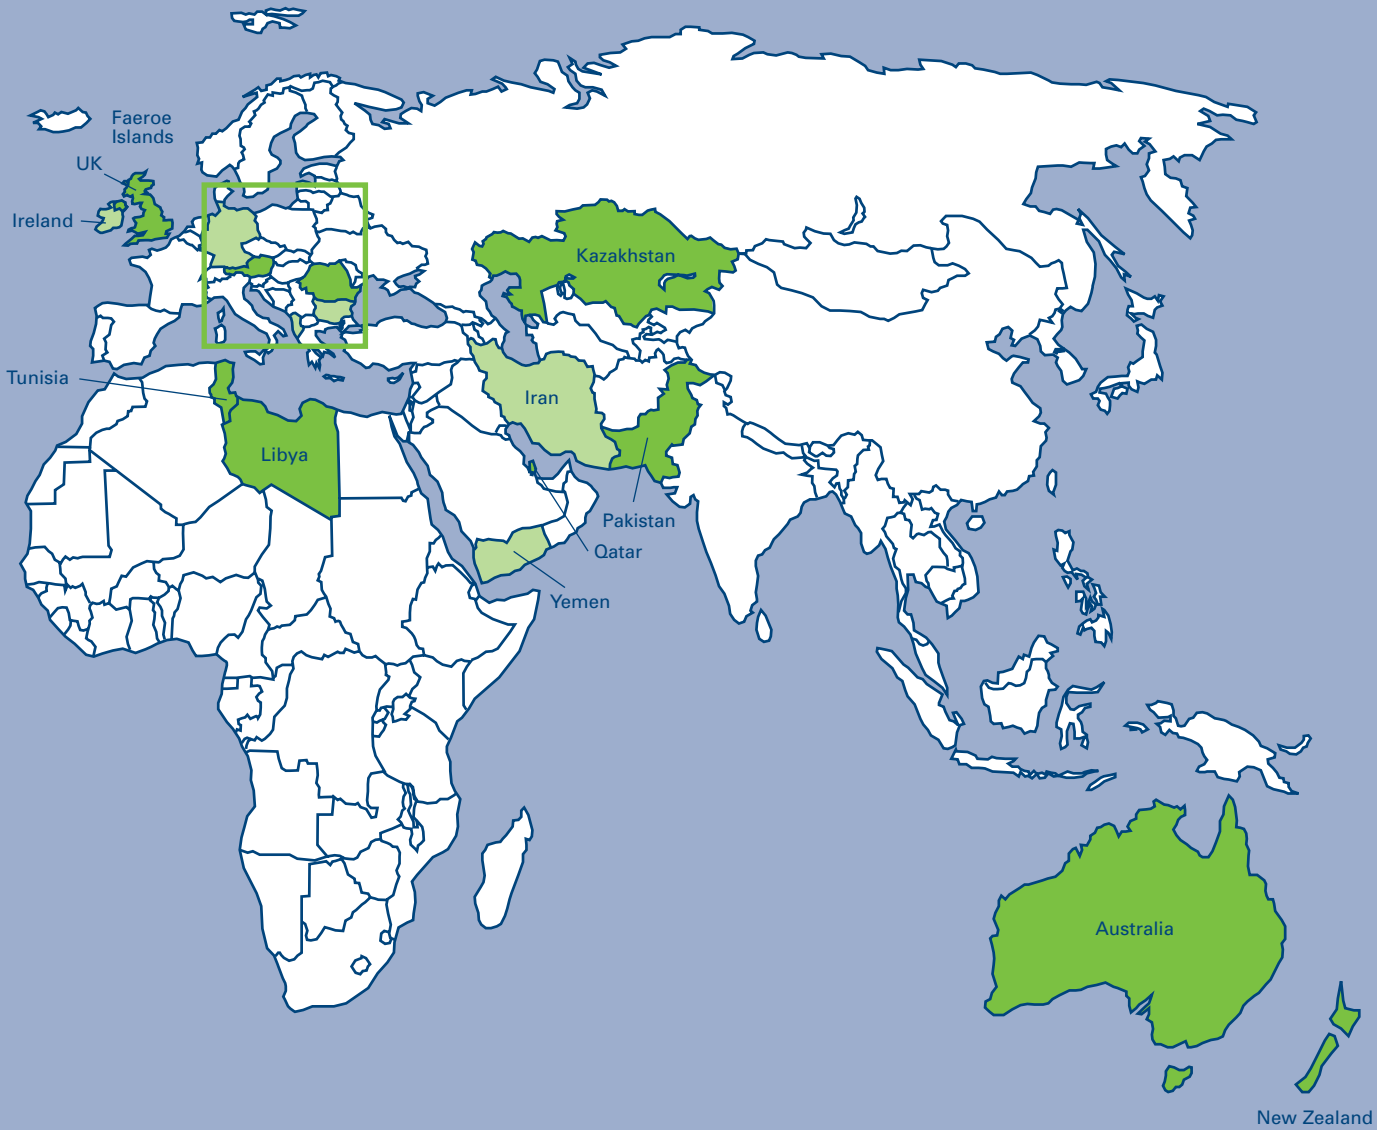 Faeroe
Islands
UK
Ireland
Kazakhstan
Tunisia
Iran
Libya
Pakistan
Qatar
Yemen
Australia
New Zealand